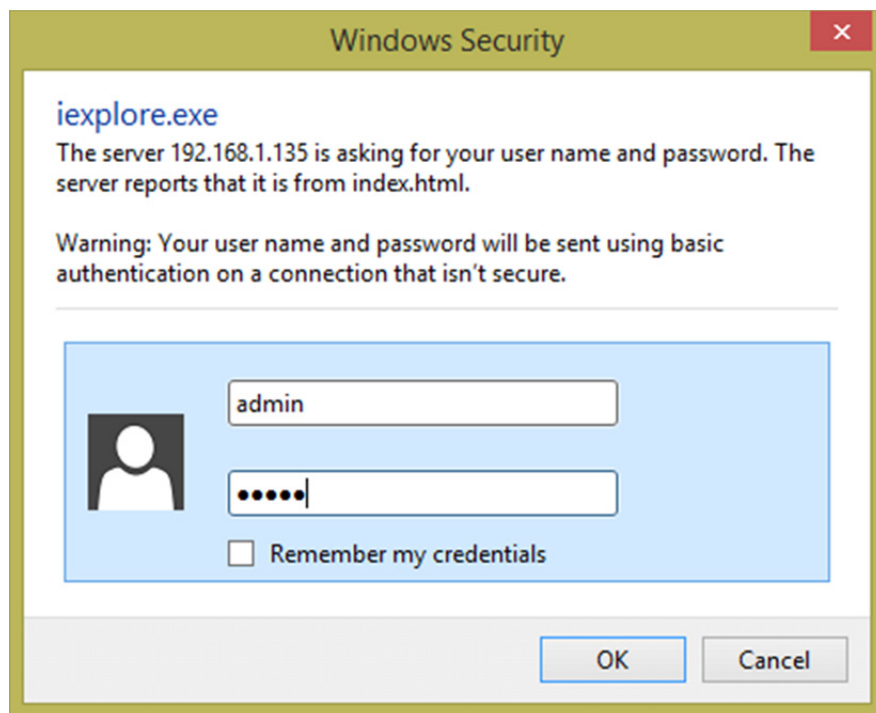 Windows Security
iexplore.exe
The server 192.168.1.135 is asking for your user name and password. The
server reports that it is from index.html.
Warning: Your user name and password will be sent using basic
authentication on a connection that isn't secure.
admin
•••••
Remember my credentials
OK
Cancel